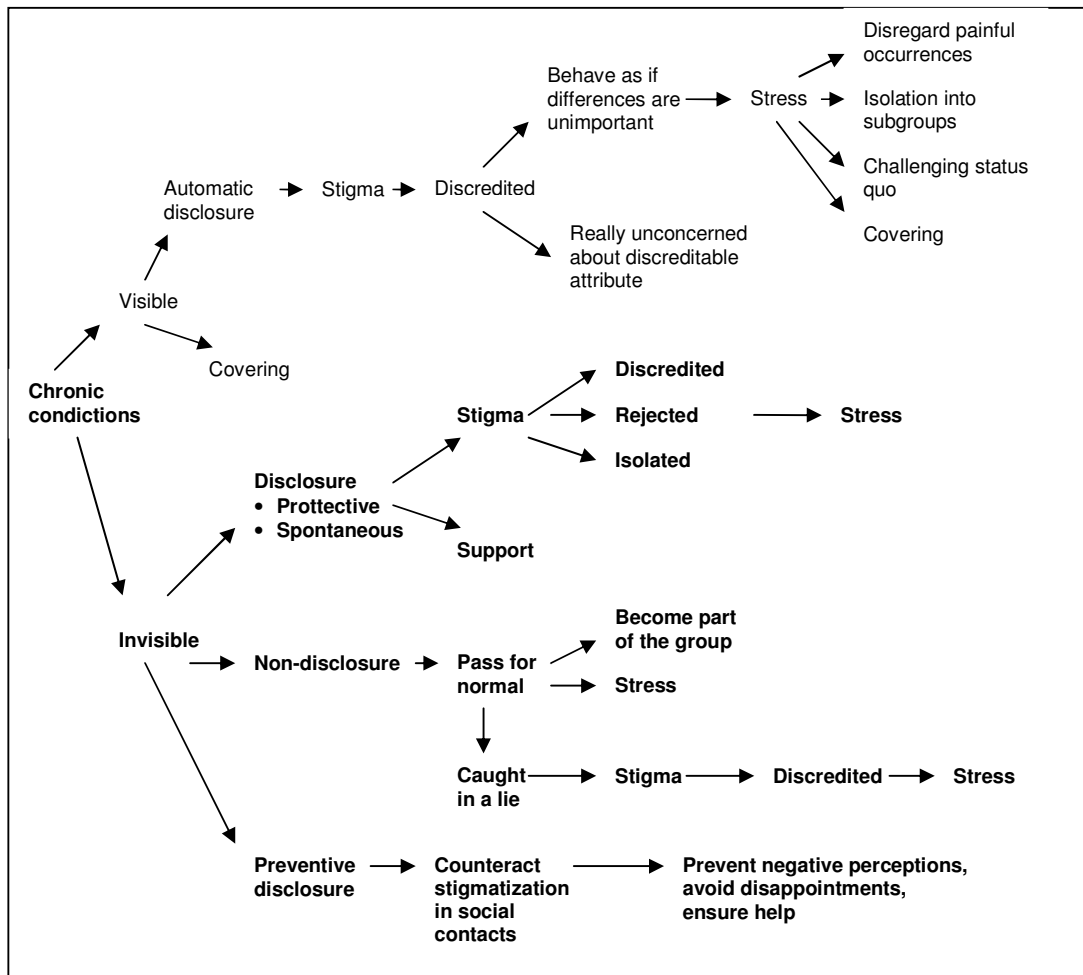 Disregard painful
occurrences
Behave as if
differences are
unimportant
Stress
Isolation into
subgroups
Challenging status
quo
Covering
Automatic
disclosure
Stigma
Discredited
Really unconcerned
about discreditable
attribute
Visible
Covering
Chronic
condictions
Discredited
Stigma
Rejected
Stress
Isolated
Disclosure
• Prottective
• Spontaneous
Support
Invisible
Become part
of the group
Non-disclosure
Pass for
normal
Stress
Caught
in a lie
Stigma
Discredited
Stress
Preventive
disclosure
Counteract
stigmatization
in social
contacts
Prevent negative perceptions,
avoid disappointments,
ensure help